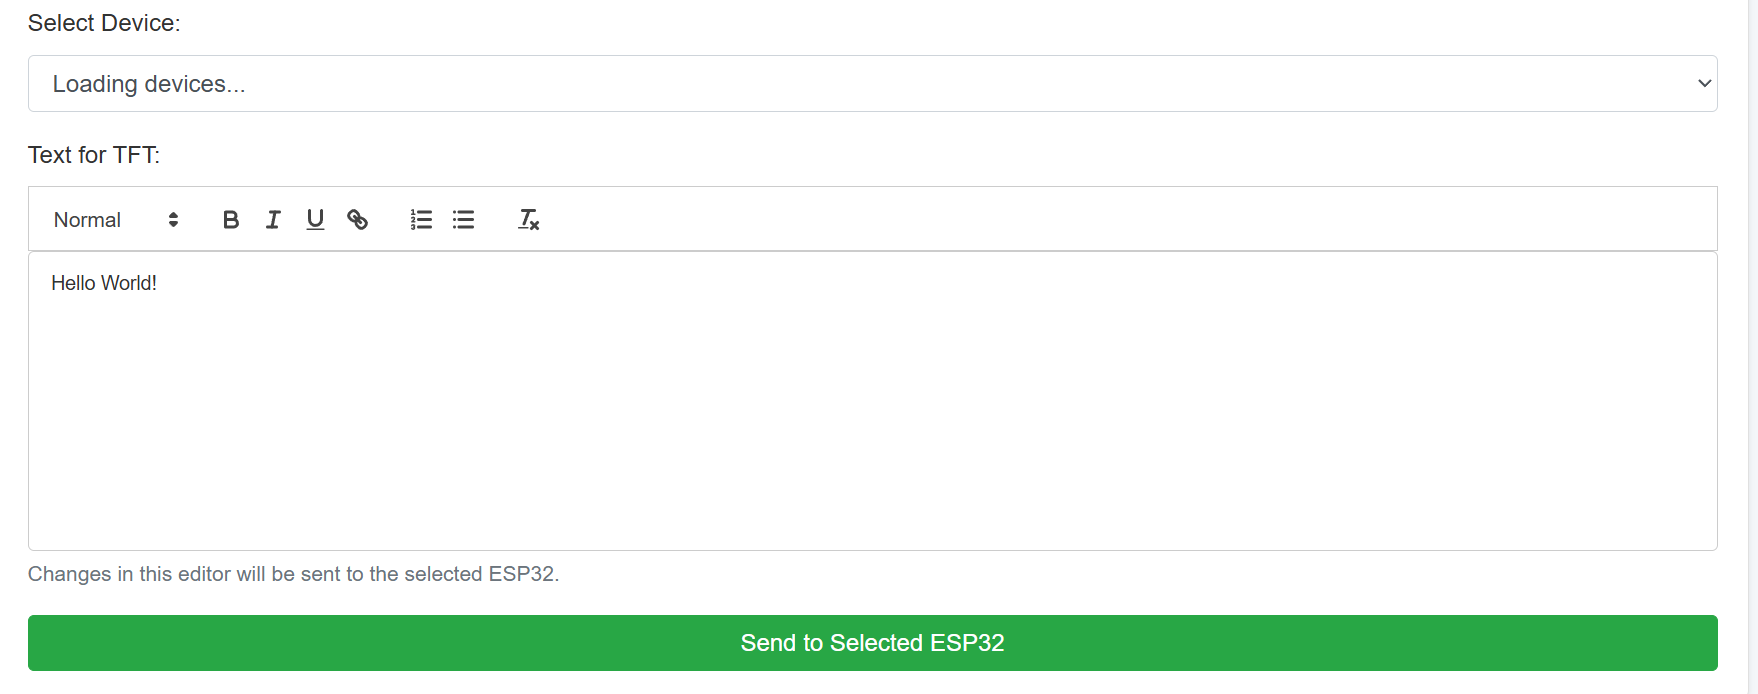 Select Device:
Loading devices...
Text for TFT:
Normal
Hello World!
Changes in this editor will be sent to the selected ESP32.
Send to Selected ESP32